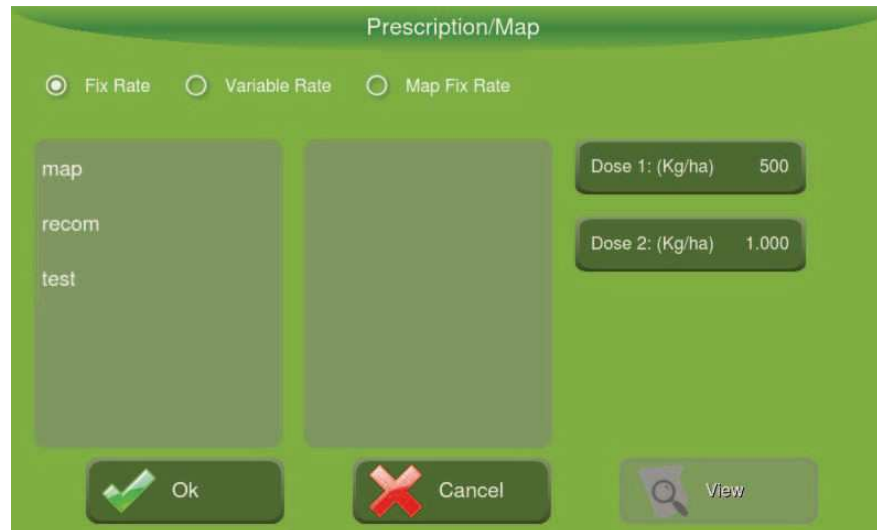 Prescription/Map
Fix Rate Variable Rate Map Fix Rate
map
recom
test
Dose 1: (Kg/ha) 500
Dose 2: (Kg/ha) 1.000
Ok
Cancel
View